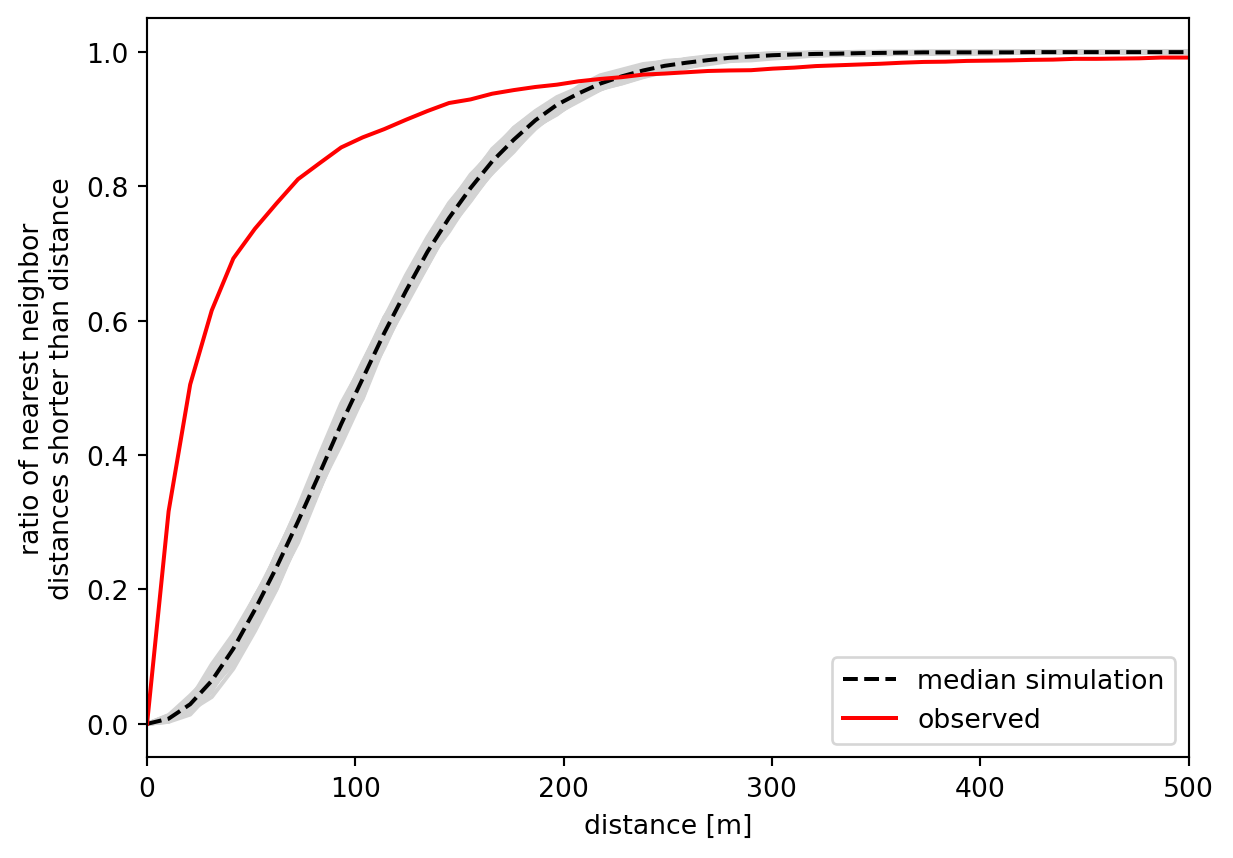 1.0
0.8
0.6
0.4
0.2
0.0
ratio of nearest neighbor
distances shorter than distance
median simulation
observed
0
100
200
300
400
500
distance [m]